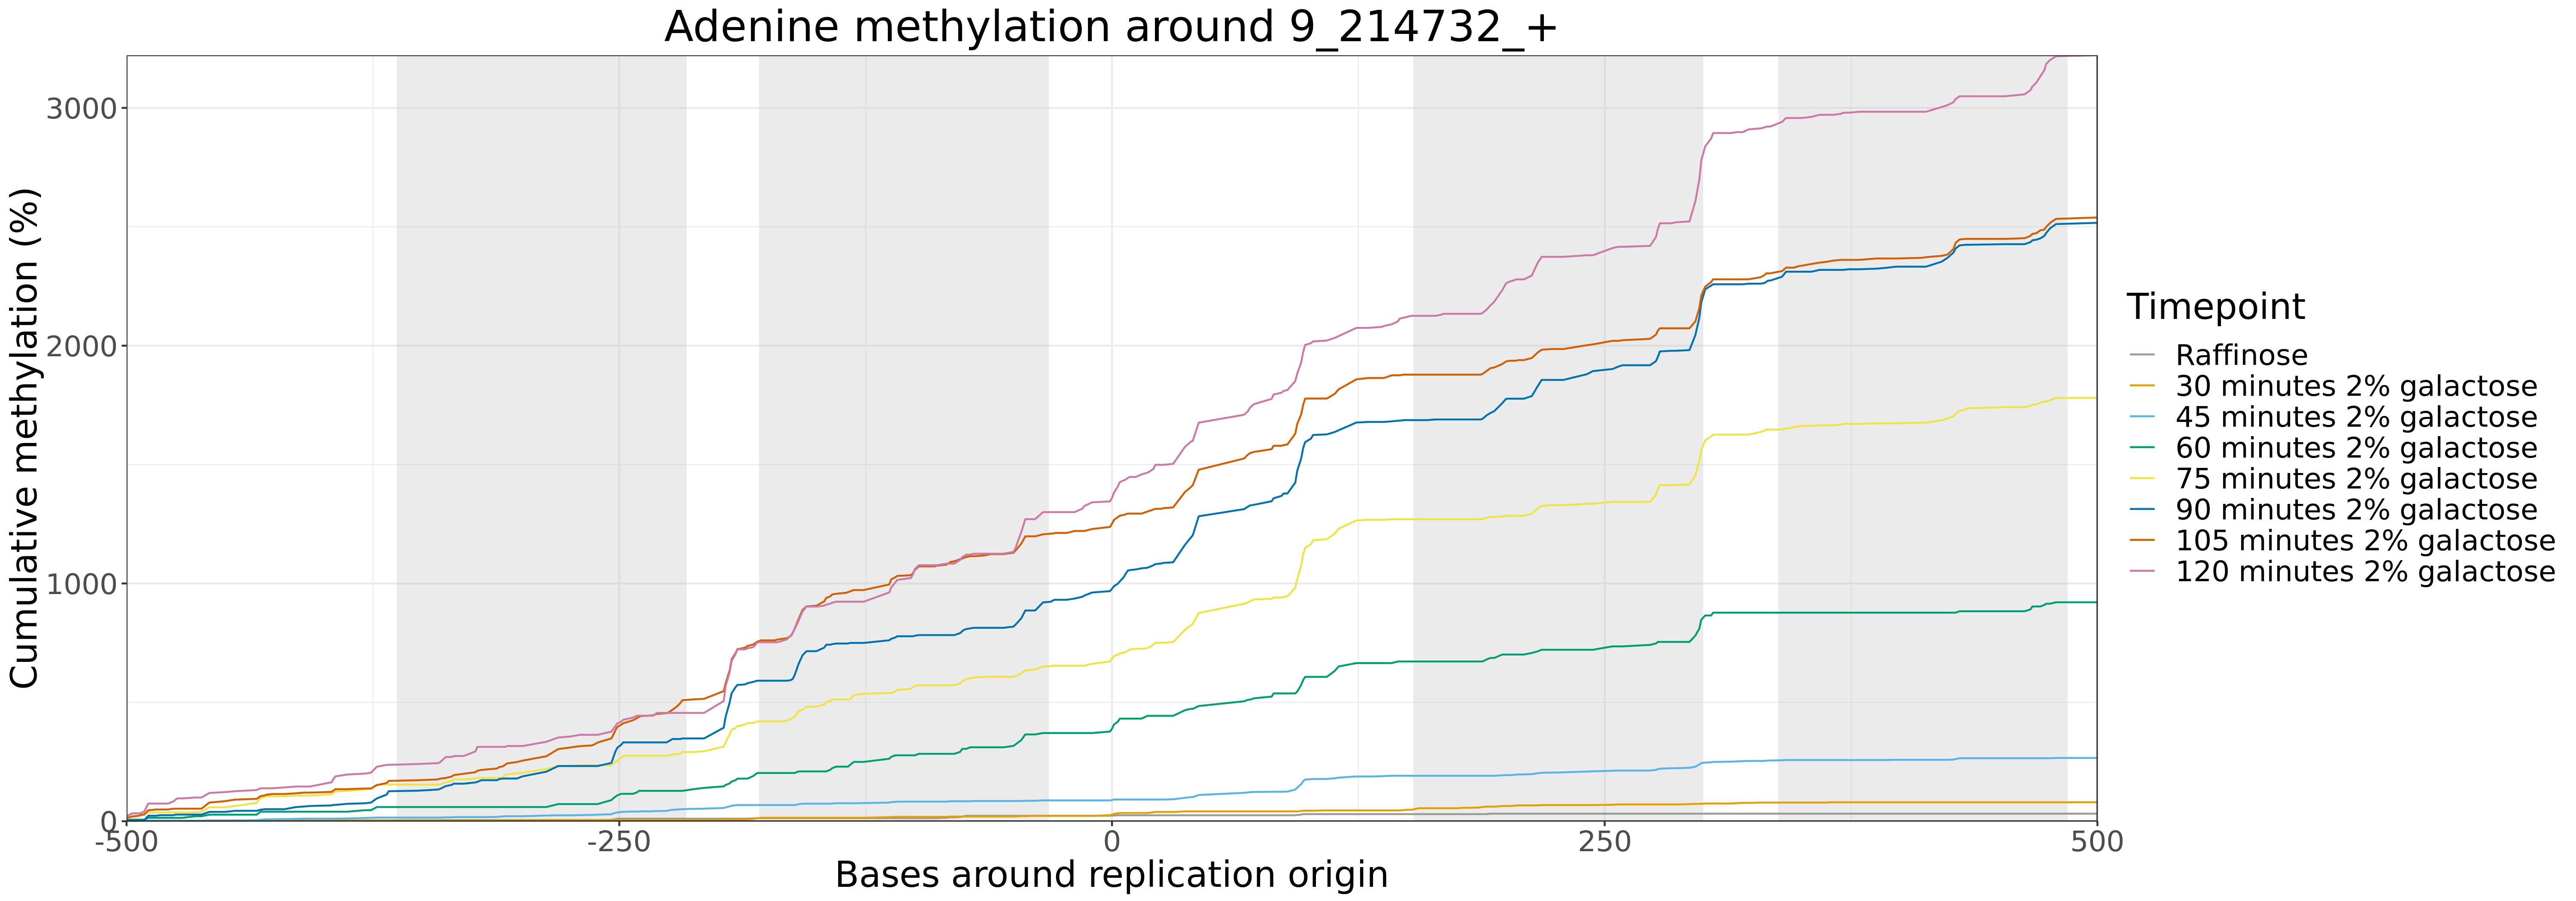 Adenine methylation around 9_214732_+
Cumulative methylation (%)
3000
2000
1000
0
-500
-250
0
250
500
Bases around replication origin
Timepoint
Raffinose
30 minutes 2% galactose
45 minutes 2% galactose
60 minutes 2% galactose
75 minutes 2% galactose
90 minutes 2% galactose
105 minutes 2% galactose
120 minutes 2% galactose